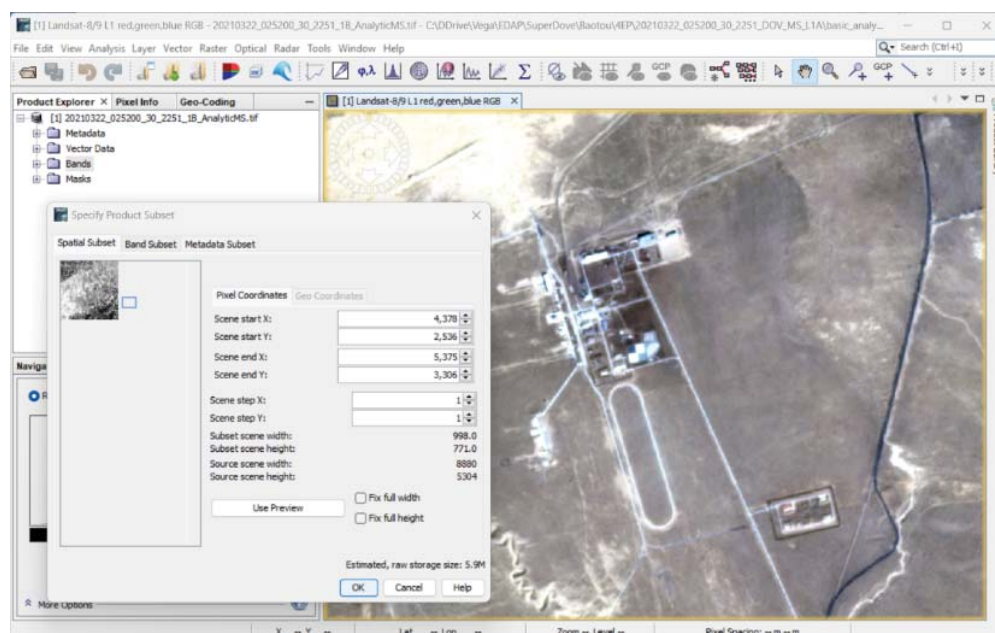 [1] Landsat-8/9 L1 red,green,blue RGB - 20210322_025200_30_2251_1B_AnalyticMS.tif - C:\DDrive\Vega\EDAP\SuperDove\Baotou\4EP\20210322_025200_30_2251_DOV_MS_L1A\basic_analy...
File Edit View Analysis Layer Vector Raster Optical Radar Tools Window Help
Search (Ctrl+I)
GCP GCP
Product Explorer Pixel Info Geo-Coding
[1] Landsat-8/9 L1 red,green,blue RGB
[1] 20210322_025200_30_2251_1B_AnalyticMS.tif
Metadata
Vector Data
Bands
Masks
Specify Product Subset
Spatial Subset Band Subset Metadata Subset
Pixel Coordinates Geo Coordinates
Scene start X: 4,378
Scene start Y: 2,536
Scene end X: 5,375
Scene end Y: 3,306
Scene step X: 1
Scene step Y: 1
Subset scene width: 998.0
Subset scene height: 771.0
Source scene width: 8880
Source scene height: 5304
Use Preview
Fix full width
Fix full height
Estimated, raw storage size: 5.9M
OK Cancel Help
Naviga
More Options
X -- Y -- Lat -- Lon -- Zoom -- Level -- Pixel Spacing: -- m -- m